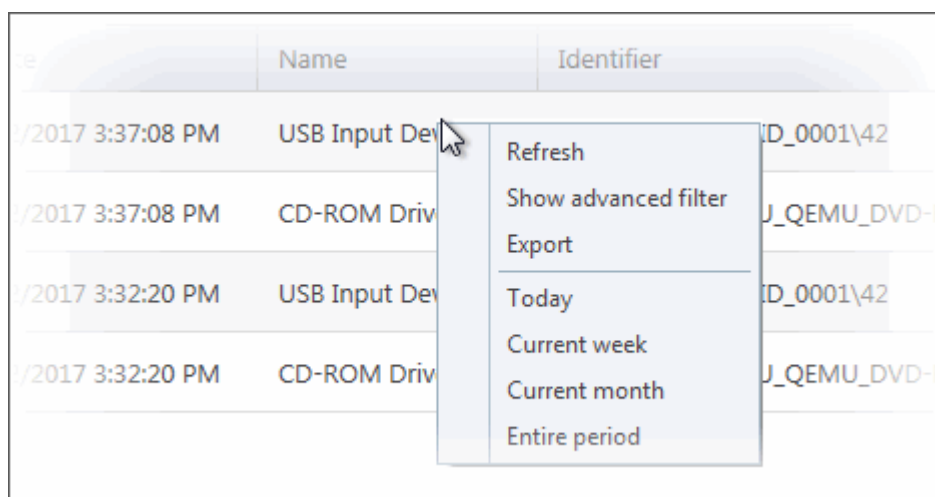 Name Identifier
/2017 3:37:08 PM USB Input Dev ID_0001\42
Refresh
Show advanced filter
/2017 3:37:08 PM CD-ROM Driv U_QEMU_DVD-
Export
/2017 3:32:20 PM USB Input Dev ID_0001\42
Today
Current week
/2017 3:32:20 PM CD-ROM Driv U_QEMU_DVD-
Current month
Entire period